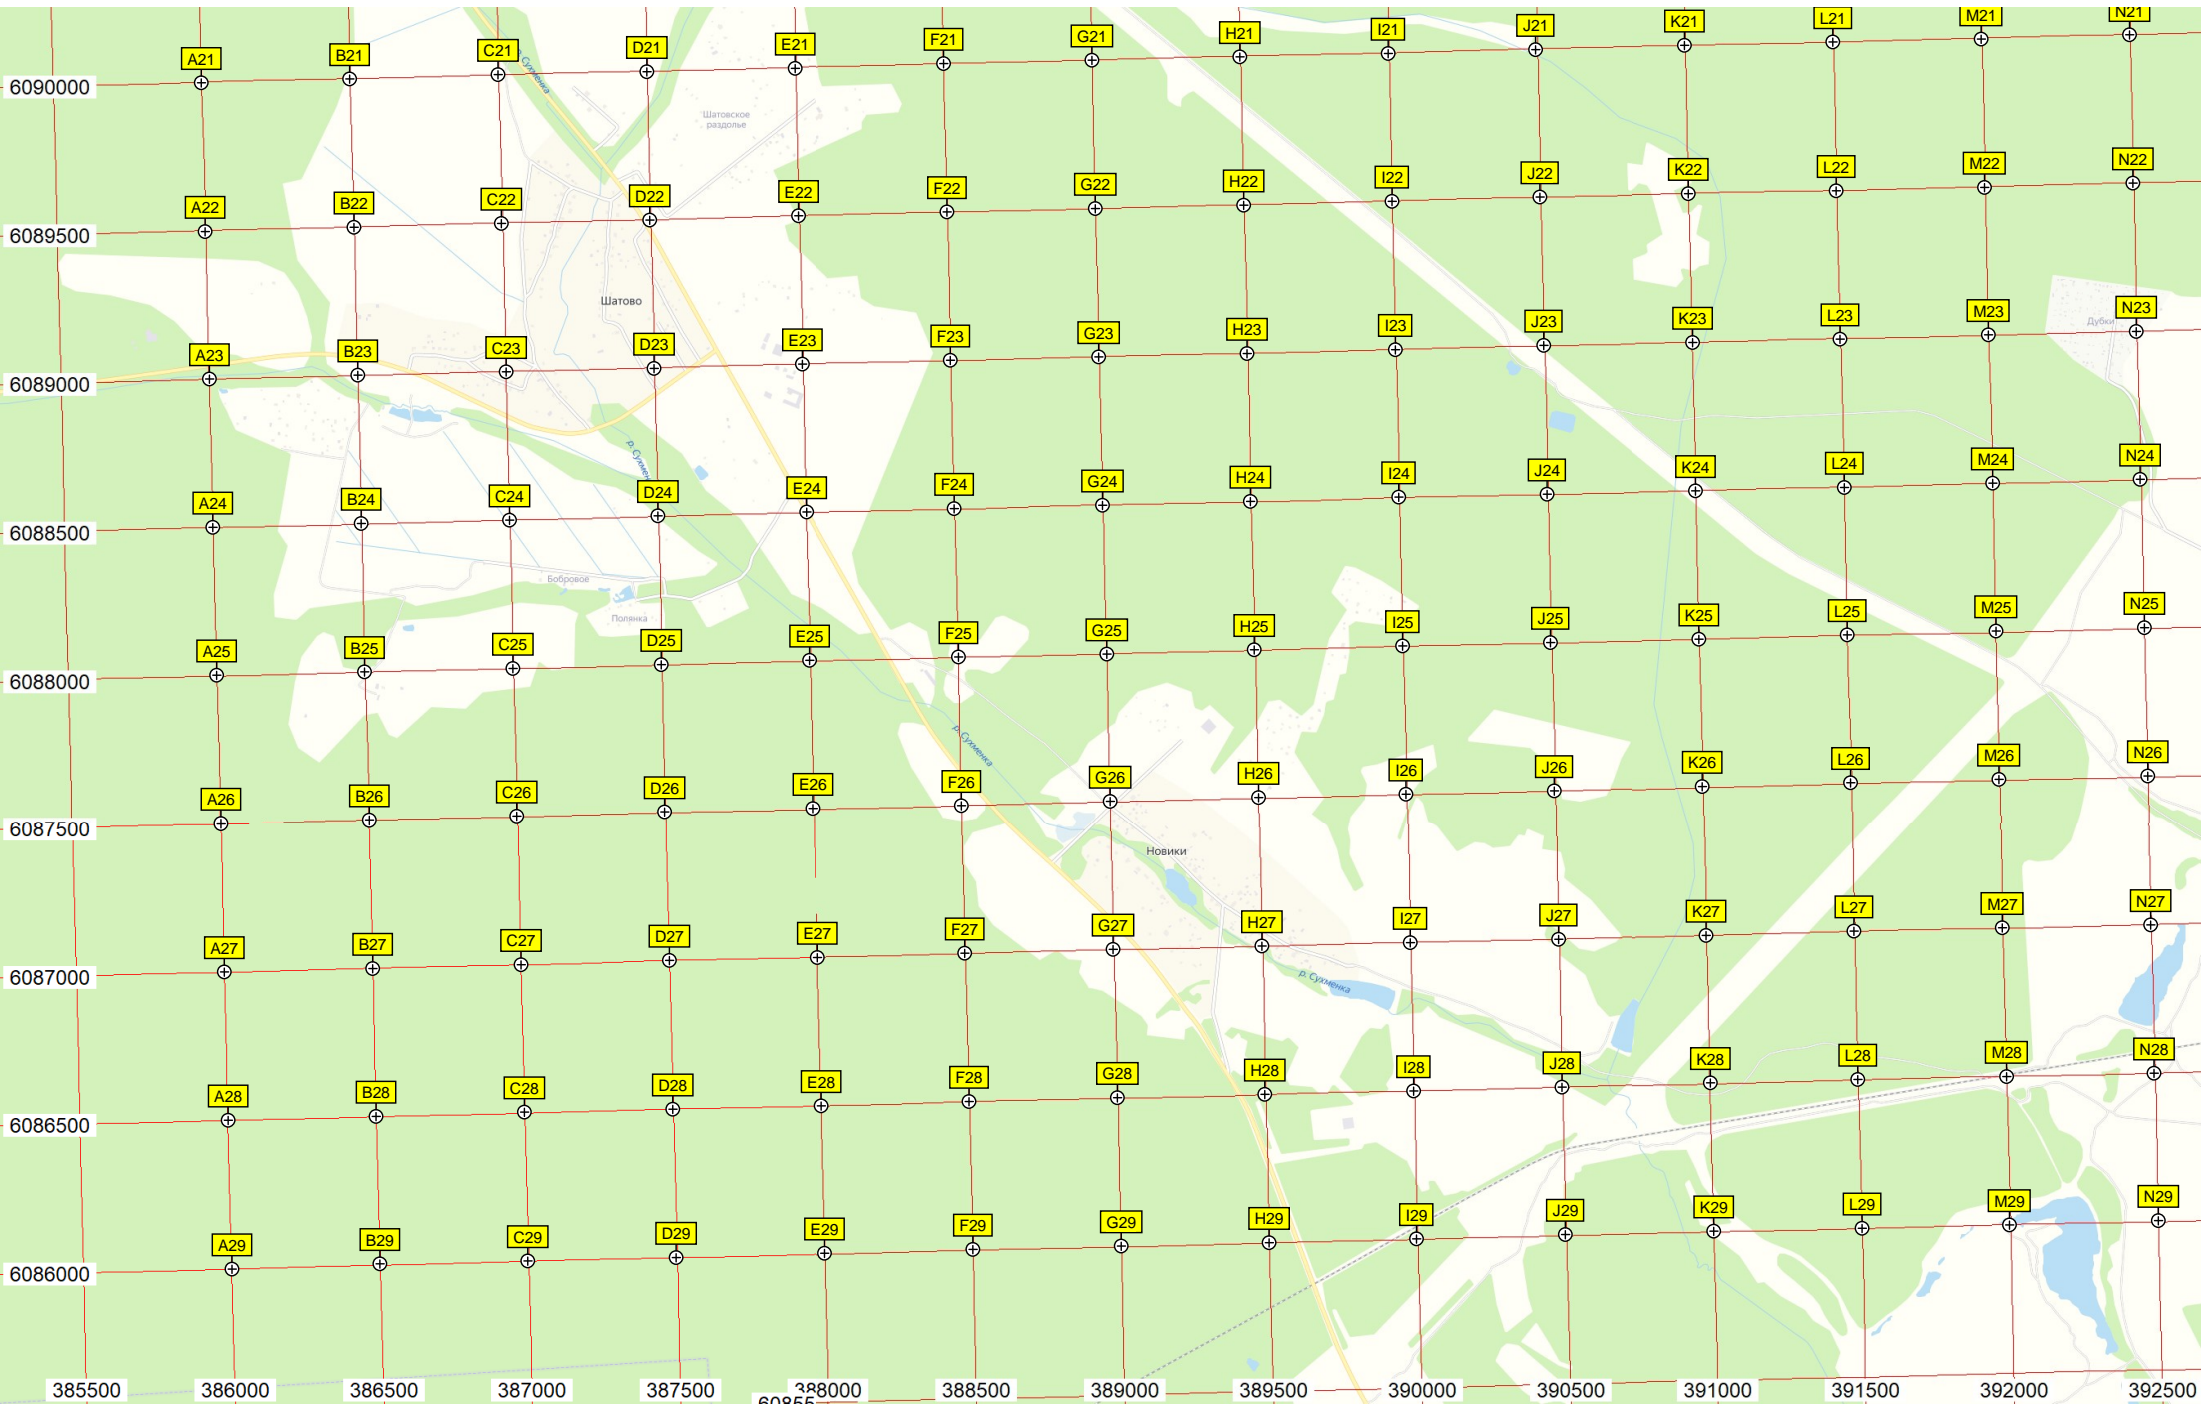 A21 B21 C21 D21 E21 F21 G21 H21 I21 J21 K21 L21 M21 N21
6090000
р. Сухменка
Шатовское
раздолье
A22 B22 C22 D22 E22 F22 G22 H22 I22 J22 K22 L22 M22 N22
6089500
Шатово
Дубки
A23 B23 C23 D23 E23 F23 G23 H23 I23 J23 K23 L23 M23 N23
6089000
р. Сухменка
A24 B24 C24 D24 E24 F24 G24 H24 I24 J24 K24 L24 M24 N24
6088500
Бобровое
Полянка
A25 B25 C25 D25 E25 F25 G25 H25 I25 J25 K25 L25 M25 N25
6088000
р. Сухменка
A26 B26 C26 D26 E26 F26 G26 H26 I26 J26 K26 L26 M26 N26
6087500
Новики
A27 B27 C27 D27 E27 F27 G27 H27 I27 J27 K27 L27 M27 N27
6087000
р. Сухменка
A28 B28 C28 D28 E28 F28 G28 H28 I28 J28 K28 L28 M28 N28
6086500
A29 B29 C29 D29 E29 F29 G29 H29 I29 J29 K29 L29 M29 N29
6086000
385500 386000 386500 387000 387500 388000 388500 389000 389500 390000 390500 391000 391500 392000 392500